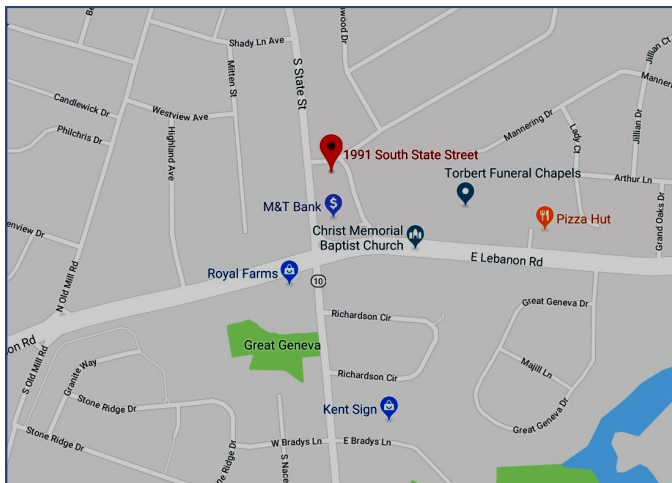 Shady Ln Ave
S State St
Mitten St
Candlewick Dr
Westview Ave
Philchris Dr
Highland Ave
Mannering Dr
Jillian Ct
Jillian Dr
Lady Ct
Arthur Ln
Grand Oaks Dr
1991 South State Street
Torbert Funeral Chapels
M&T Bank
Christ Memorial
Baptist Church
Pizza Hut
E Lebanon Rd
Royal Farms
10
N Old Mill Rd
S Old Mill Rd
Richardson Cir
Great Geneva Dr
Great Geneva
Granite Way
Majill Ln
Richardson Cir
Stone Ridge Dr
Kent Sign
Great Geneva Dr
Stone Ridge Dr
W Bradys Ln
E Bradys Ln